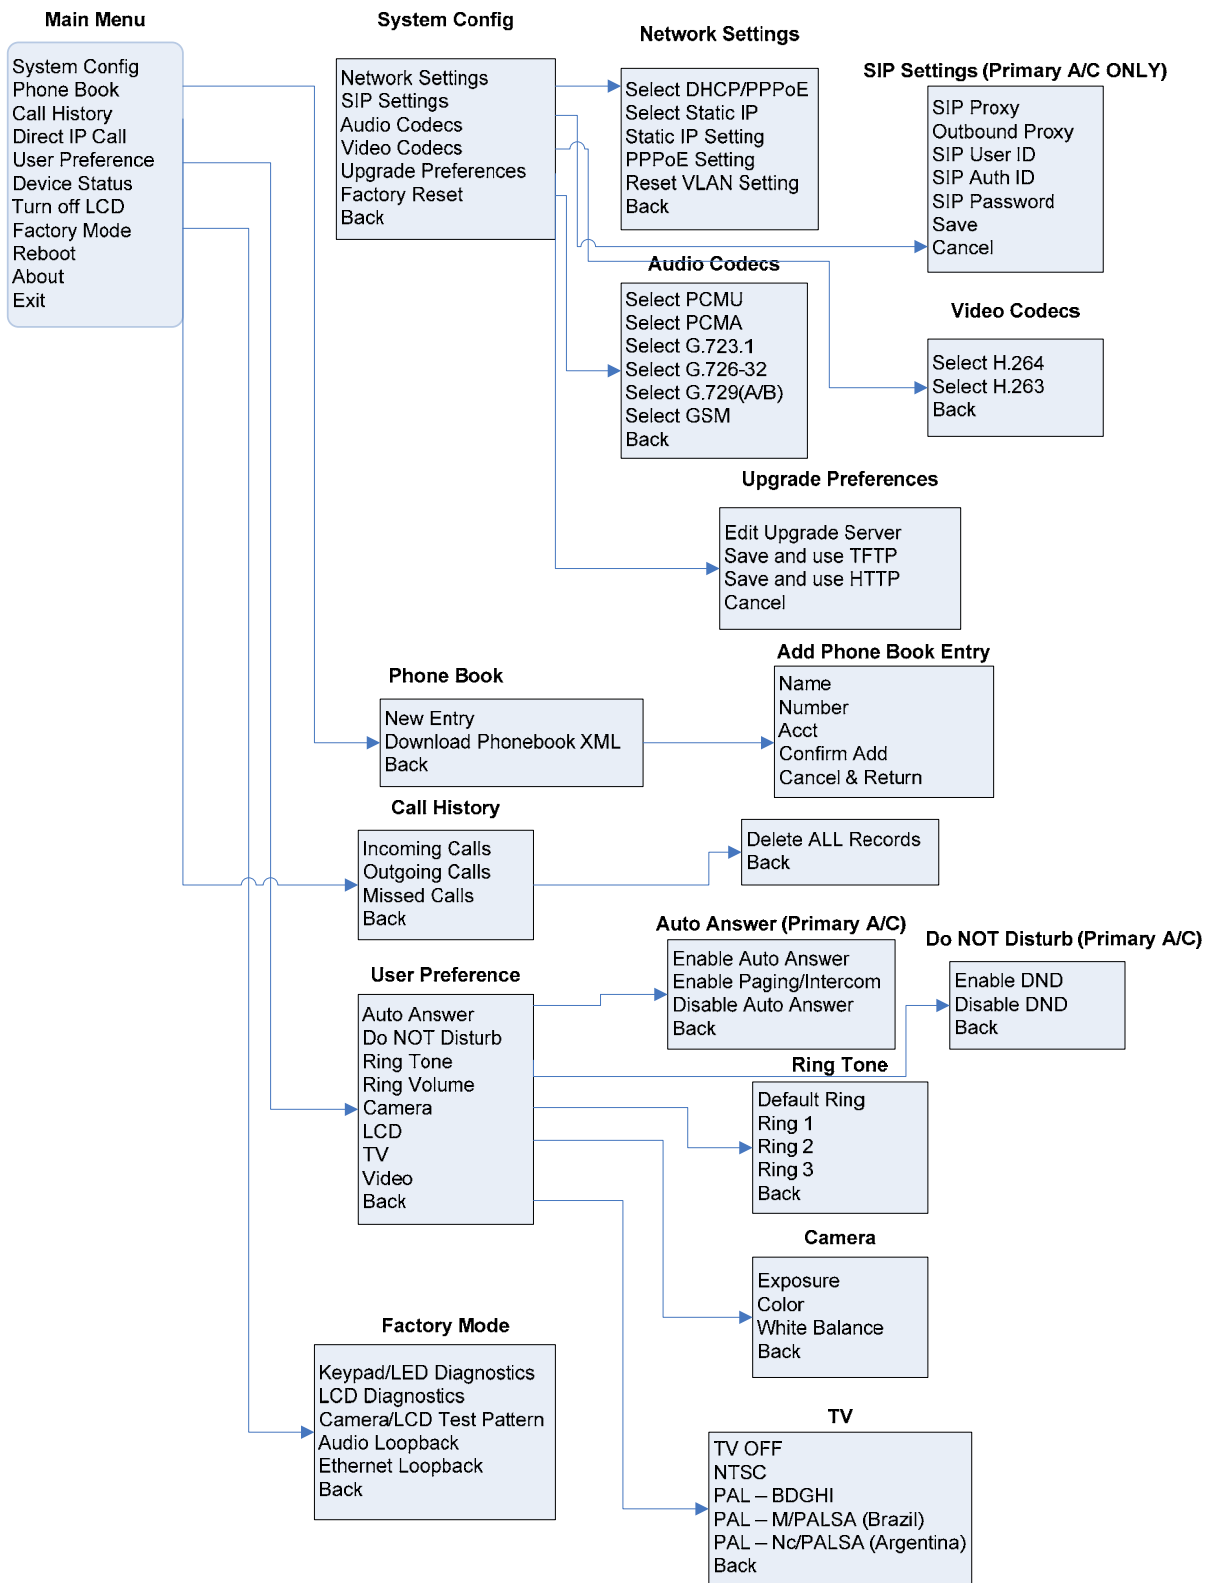 Main Menu
System Config
Phone Book
Call History
Direct IP Call
User Preference
Device Status
Turn off LCD
Factory Mode
Reboot
About
Exit
System Config
Network Settings
SIP Settings
Audio Codecs
Video Codecs
Upgrade Preferences
Factory Reset
Back
Network Settings
Select DHCP/PPPoE
Select Static IP
Static IP Setting
PPPoE Setting
Reset VLAN Setting
Back
SIP Settings (Primary A/C ONLY)
SIP Proxy
Outbound Proxy
SIP User ID
SIP Auth ID
SIP Password
Save
Cancel
Audio Codecs
Select PCMU
Select PCMA
Select G.723.1
Select G.726-32
Select G.729(A/B)
Select GSM
Back
Video Codecs
Select H.264
Select H.263
Back
Upgrade Preferences
Edit Upgrade Server
Save and use TFTP
Save and use HTTP
Cancel
Phone Book
New Entry
Download Phonebook XML
Back
Add Phone Book Entry
Name
Number
Acct
Confirm Add
Cancel & Return
Call History
Incoming Calls
Outgoing Calls
Missed Calls
Back
Delete ALL Records
Back
User Preference
Auto Answer
Do NOT Disturb
Ring Tone
Ring Volume
Camera
LCD
TV
Video
Back
Auto Answer (Primary A/C)
Enable Auto Answer
Enable Paging/Intercom
Disable Auto Answer
Back
Do NOT Disturb (Primary A/C)
Enable DND
Disable DND
Back
Ring Tone
Default Ring
Ring 1
Ring 2
Ring 3
Back
Camera
Exposure
Color
White Balance
Back
Factory Mode
Keypad/LED Diagnostics
LCD Diagnostics
Camera/LCD Test Pattern
Audio Loopback
Ethernet Loopback
Back
TV
TV OFF
NTSC
PAL – BDGHI
PAL – M/PALSA (Brazil)
PAL – Nc/PALSA (Argentina)
Back